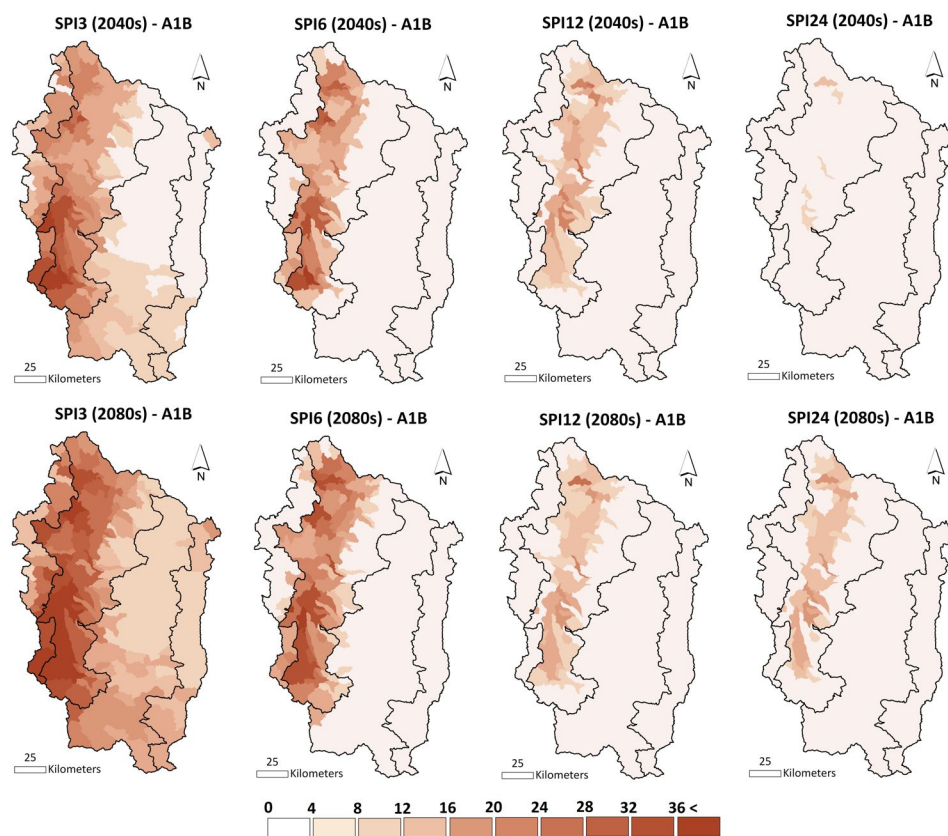 SPI3 (2040s) - A1B
SPI6 (2040s) - A1B
SPI12 (2040s) - A1B
SPI24 (2040s) - A1B
N
N
N
N
25
Kilometers
25
Kilometers
25
Kilometers
25
Kilometers
SPI3 (2080s) - A1B
SPI6 (2080s) - A1B
SPI12 (2080s) - A1B
SPI24 (2080s) - A1B
N
N
N
N
25
Kilometers
25
Kilometers
25
Kilometers
25
Kilometers
0 4 8 12 16 20 24 28 32 36 <